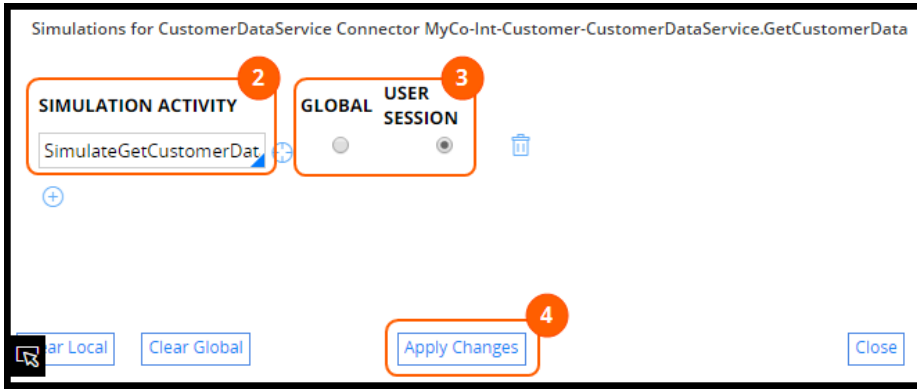 Simulations for CustomerDataService Connector MyCo-Int-Customer-CustomerDataService.GetCustomerData
2
3
SIMULATION ACTIVITY
GLOBAL
USER
SESSION
SimulateGetCustomerDat
4
ar Local
Clear Global
Apply Changes
Close